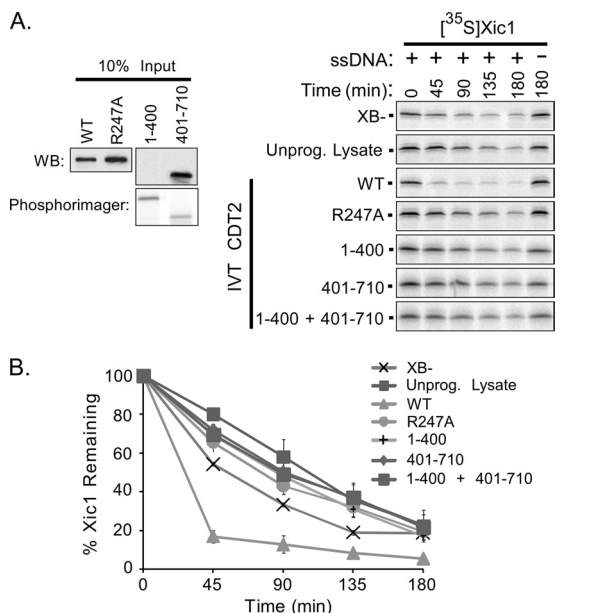 A.
[35S]Xic1
ssDNA: + + + + + -
Time (min): 0 45 90 135 180 180
10% Input
WT R247A 1-400 401-710
WB:
Phosphorimager:
XB-
Unprog. Lysate
WT
R247A
1-400
401-710
1-400 + 401-710
IVT CDT2
B.
% Xic1 Remaining
100
80
60
40
20
0
0 45 90 135 180
Time (min)
XB-
Unprog. Lysate
WT
R247A
1-400
401-710
1-400 + 401-710